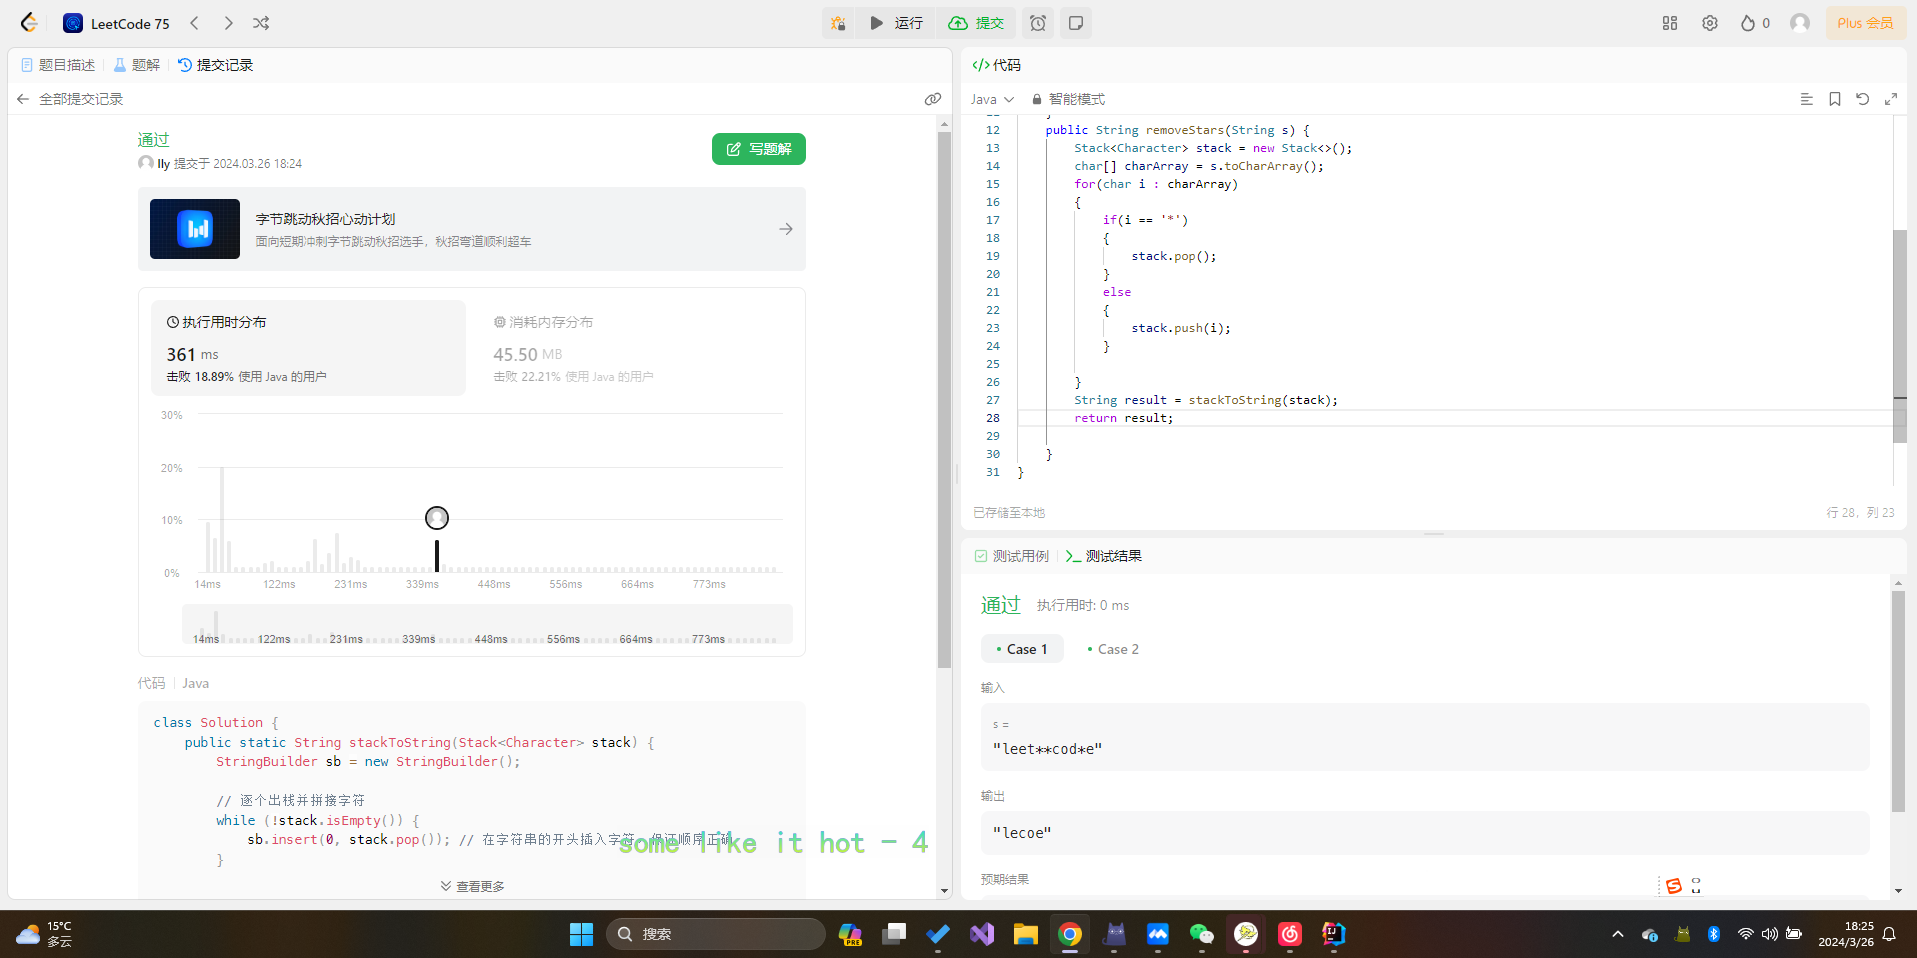 LeetCode 75
运行
提交
0
Plus 会员
题目描述
题解
提交记录
全部提交记录
通过
lly 提交于 2024.03.26 18:24
写题解
字节跳动秋招心动计划
面向短期冲刺字节跳动秋招选手，秋招弯道顺利超车
执行用时分布
361 ms
击败 18.89% 使用 Java 的用户
消耗内存分布
45.50 MB
击败 22.21% 使用 Java 的用户
30%
20%
10%
0%
14ms 122ms 231ms 339ms 448ms 556ms 664ms 773ms
14ms 122ms 231ms 339ms 448ms 556ms 664ms 773ms
代码 Java
class Solution {
public static String stackToString(Stack<Character> stack) {
StringBuilder sb = new StringBuilder();
// 逐个出栈并拼接字符
while (!stack.isEmpty()) {
sb.insert(0, stack.pop()); // 在字符串的开头插入字符，保证顺序正确
}
some like it hot - 4
查看更多
代码
Java
智能模式
12 public String removeStars(String s) {
13 Stack<Character> stack = new Stack<>();
14 char[] charArray = s.toCharArray();
15 for(char i : charArray)
16 {
17 if(i == '*')
18 {
19 stack.pop();
20 }
21 else
22 {
23 stack.push(i);
24 }
25
26 }
27 String result = stackToString(stack);
28 return result;
29
30 }
31 }
已存储至本地
行 28，列 23
测试用例
测试结果
通过 执行用时: 0 ms
Case 1
Case 2
输入
s =
"leet**cod*e"
输出
"lecoe"
预期结果
15°C
多云
搜索
PRE
18:25
2024/3/26